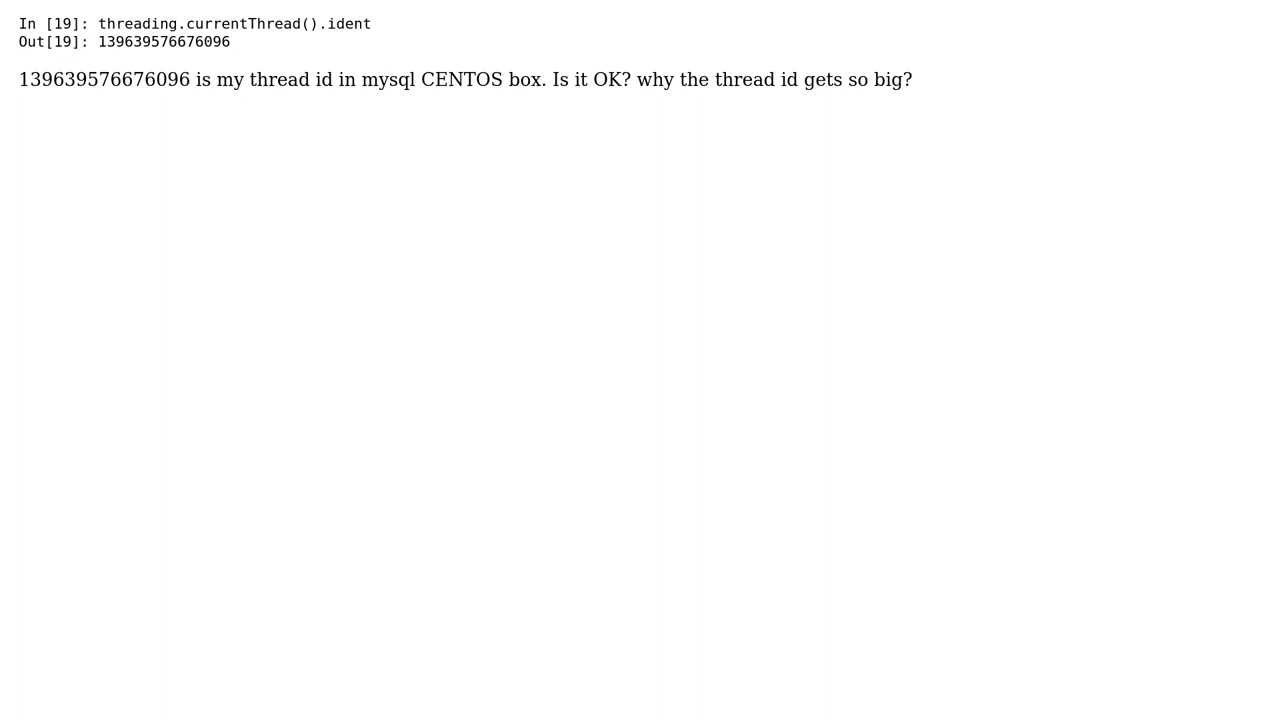 In [19]: threading.currentThread().ident
Out[19]: 139639576676096
139639576676096 is my thread id in mysql CENTOS box. Is it OK? why the thread id gets so big?